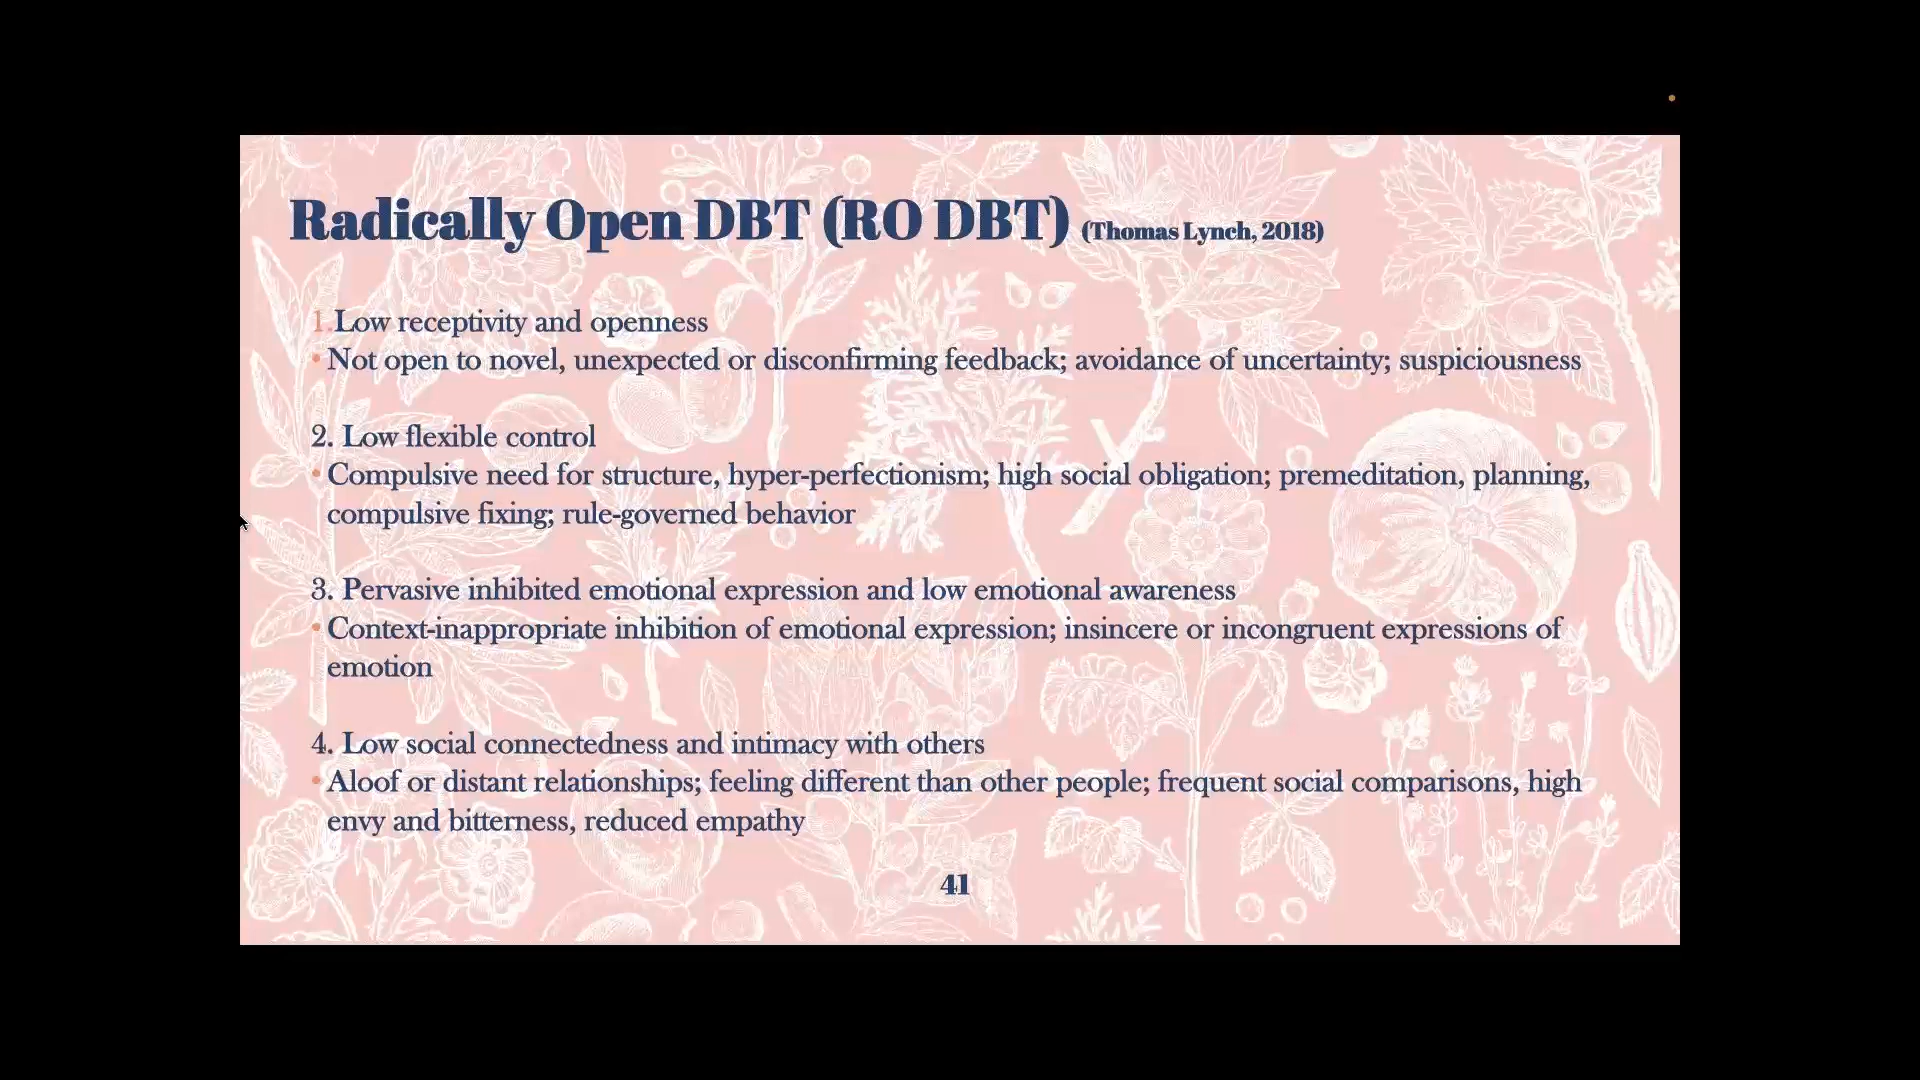 Radically Open DBT (RO DBT) (Thomas Lynch, 2018)
1.Low receptivity and openness
• Not open to novel, unexpected or disconfirming feedback; avoidance of uncertainty; suspiciousness
2. Low flexible control
• Compulsive need for structure, hyper-perfectionism; high social obligation; premeditation, planning,
compulsive fixing; rule-governed behavior
3. Pervasive inhibited emotional expression and low emotional awareness
• Context-inappropriate inhibition of emotional expression; insincere or incongruent expressions of
emotion
4. Low social connectedness and intimacy with others
• Aloof or distant relationships; feeling different than other people; frequent social comparisons, high
envy and bitterness, reduced empathy
41